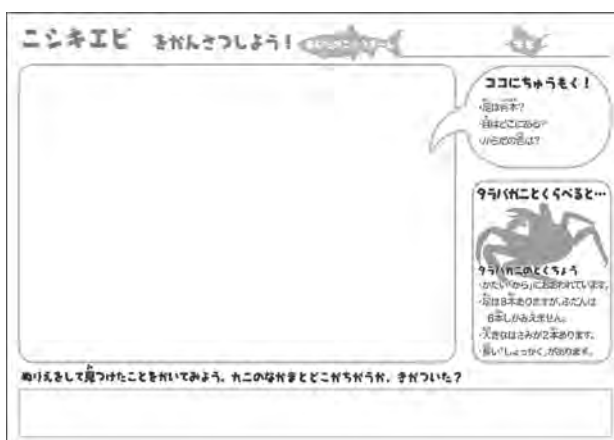 ニシキエビ をかんさつしよう！
ココにちゅうもく！
・足は何本？
・目はどこにある？
・からだの色は？
タラバガニとくらべると…
タラバガニのとくちょう
・かたい「から」におおわれています。
・足は8本ありますが、ふだんは
6本しかみえません。
・大きなはさみが2本あります。
・長い「しょっかく」があります。
ぬりえをして見つけたことをかいてみよう。カニのなかまとどこがちがうか、きがついた？